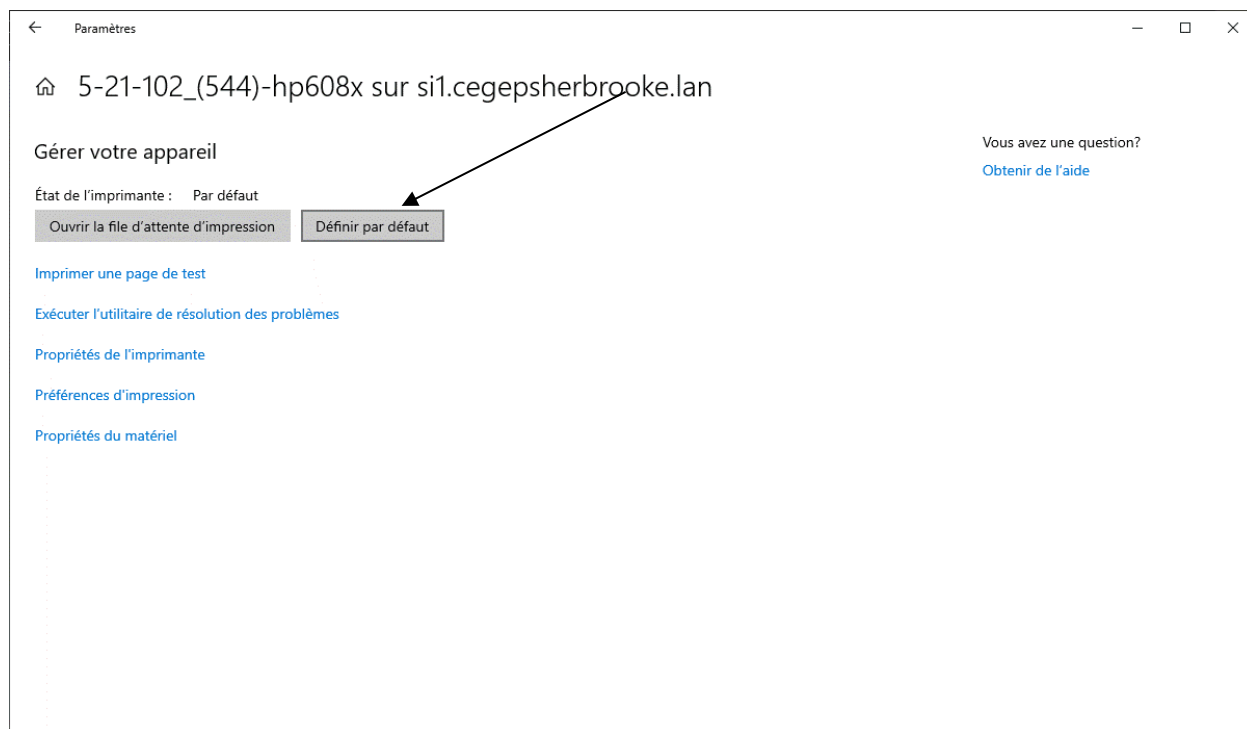 Paramètres
5-21-102_(544)-hp608x sur si1.cegepsherbrooke.lan
Gérer votre appareil
État de l'imprimante : Par défaut
Ouvrir la file d'attente d'impression Définir par défaut
Imprimer une page de test
Exécuter l'utilitaire de résolution des problèmes
Propriétés de l'imprimante
Préférences d'impression
Propriétés du matériel
Vous avez une question?
Obtenir de l'aide